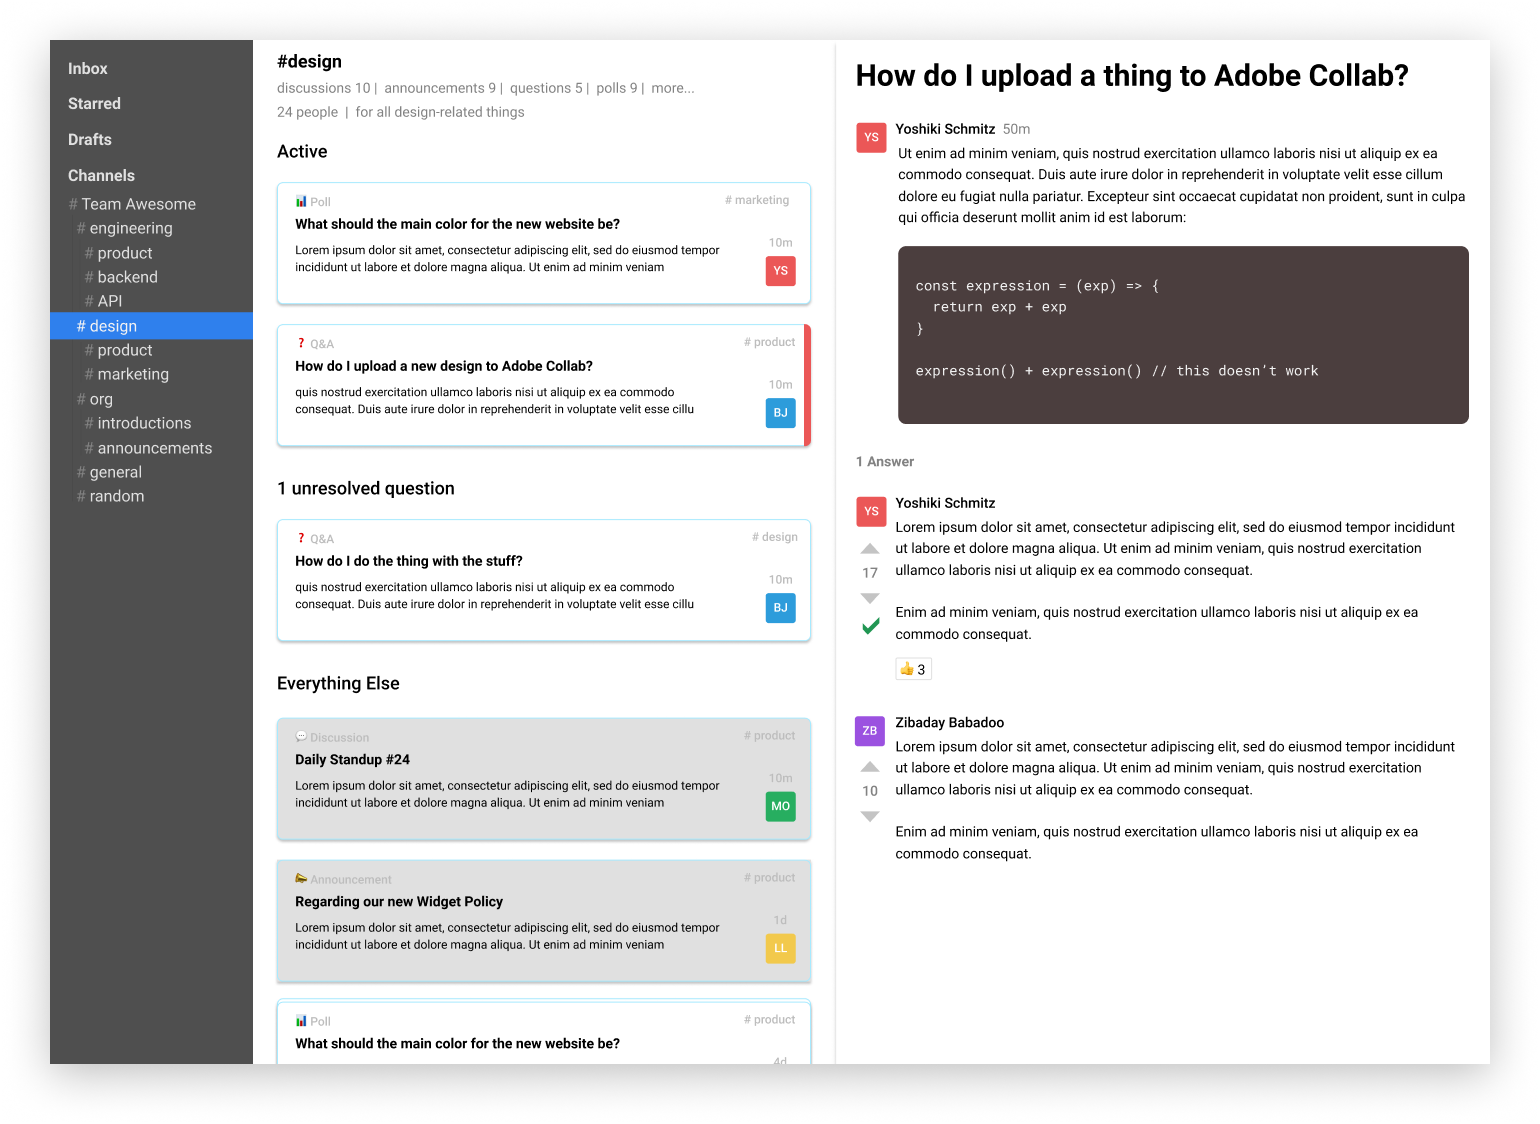 Inbox
Starred
Drafts
Channels
# Team Awesome
# engineering
# product
# backend
# API
# design
# product
# marketing
# org
# introductions
# announcements
# general
# random
#design
discussions 10 | announcements 9 | questions 5 | polls 9 | more...
24 people | for all design-related things
Active
Poll
# marketing
What should the main color for the new website be?
Lorem ipsum dolor sit amet, consectetur adipiscing elit, sed do eiusmod tempor
incididunt ut labore et dolore magna aliqua. Ut enim ad minim veniam
10m
YS
Q&A
# product
How do I upload a new design to Adobe Collab?
quis nostrud exercitation ullamco laboris nisi ut aliquip ex ea commodo
consequat. Duis aute irure dolor in reprehenderit in voluptate velit esse cillu
10m
BJ
1 unresolved question
Q&A
# design
How do I do the thing with the stuff?
quis nostrud exercitation ullamco laboris nisi ut aliquip ex ea commodo
consequat. Duis aute irure dolor in reprehenderit in voluptate velit esse cillu
10m
BJ
Everything Else
Discussion
# product
Daily Standup #24
Lorem ipsum dolor sit amet, consectetur adipiscing elit, sed do eiusmod tempor
incididunt ut labore et dolore magna aliqua. Ut enim ad minim veniam
10m
MO
Announcement
# product
Regarding our new Widget Policy
Lorem ipsum dolor sit amet, consectetur adipiscing elit, sed do eiusmod tempor
incididunt ut labore et dolore magna aliqua. Ut enim ad minim veniam
1d
LL
Poll
# product
What should the main color for the new website be?
4d
How do I upload a thing to Adobe Collab?
YS
Yoshiki Schmitz 50m
Ut enim ad minim veniam, quis nostrud exercitation ullamco laboris nisi ut aliquip ex ea
commodo consequat. Duis aute irure dolor in reprehenderit in voluptate velit esse cillum
dolore eu fugiat nulla pariatur. Excepteur sint occaecat cupidatat non proident, sunt in culpa
qui officia deserunt mollit anim id est laborum:
const expression = (exp) => {
return exp + exp
}
expression() + expression() // this doesn't work
1 Answer
YS
Yoshiki Schmitz
Lorem ipsum dolor sit amet, consectetur adipiscing elit, sed do eiusmod tempor incididunt
ut labore et dolore magna aliqua. Ut enim ad minim veniam, quis nostrud exercitation
ullamco laboris nisi ut aliquip ex ea commodo consequat.
17
Enim ad minim veniam, quis nostrud exercitation ullamco laboris nisi ut aliquip ex ea
commodo consequat.
3
ZB
Zibaday Babadoo
Lorem ipsum dolor sit amet, consectetur adipiscing elit, sed do eiusmod tempor incididunt
ut labore et dolore magna aliqua. Ut enim ad minim veniam, quis nostrud exercitation
ullamco laboris nisi ut aliquip ex ea commodo consequat.
10
Enim ad minim veniam, quis nostrud exercitation ullamco laboris nisi ut aliquip ex ea
commodo consequat.